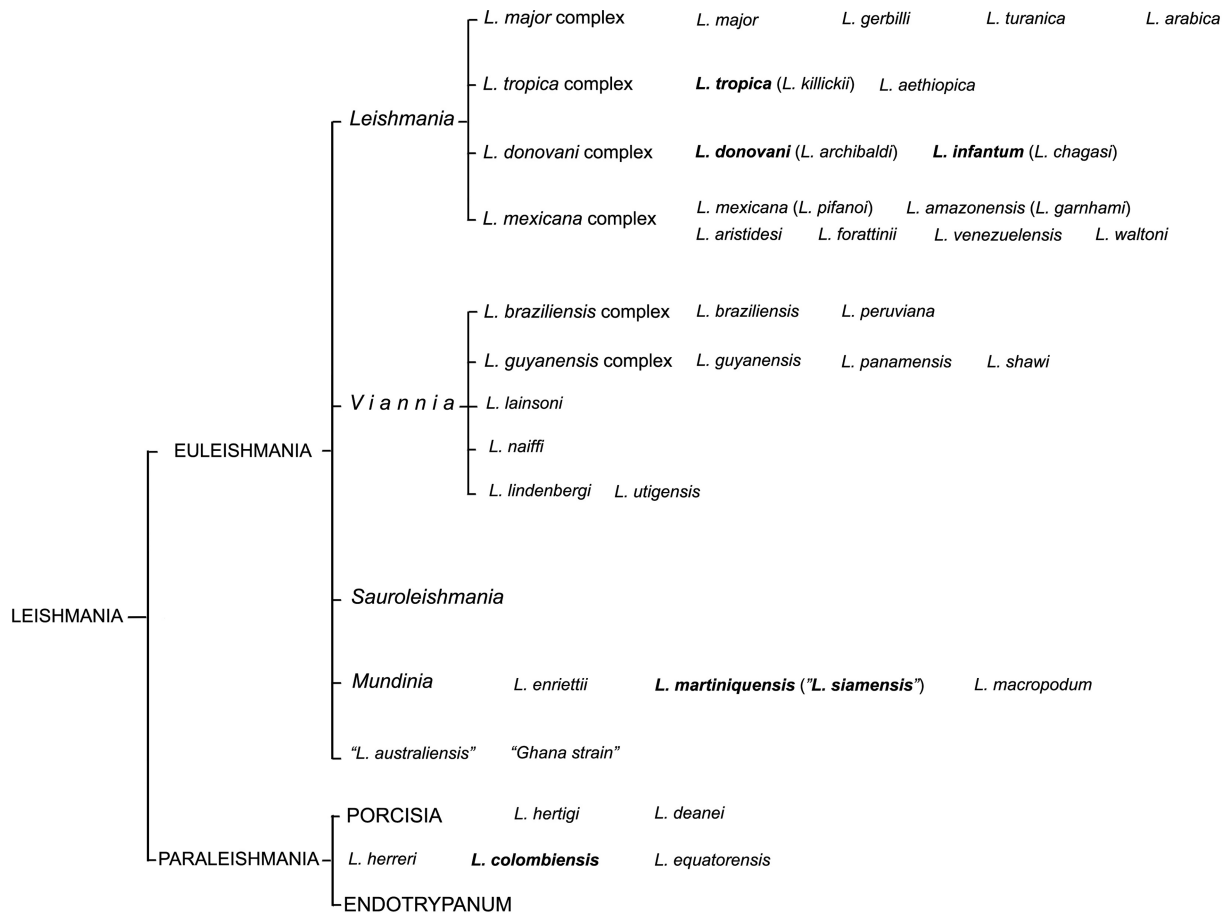 L. major complex L. major L. gerbilli L. turanica L. arabica
L. tropica complex L. tropica (L. killickii) L. aethiopica
Leishmania
L. donovani complex L. donovani (L. archibaldi) L. infantum (L. chagasi)
L. mexicana complex L. mexicana (L. pifanoi) L. amazonensis (L. garnhami)
L. aristidesi L. forattinii L. venezuelensis L. waltoni
L. braziliensis complex L. braziliensis L. peruviana
L. guyanensis complex L. guyanensis L. panamensis L. shawi
Viannia L. lainsoni
EULEISHMANIA L. naiffi
L. lindenbergi L. utigensis
Sauroleishmania
LEISHMANIA
Mundinia L. enriettii L. martiniquensis ("L. siamensis") L. macropodum
"L. australiensis" "Ghana strain"
PORCISIA L. hertigi L. deanei
PARALEISHMANIA L. herreri L. colombiensis L. equatorensis
ENDOTRYPANUM